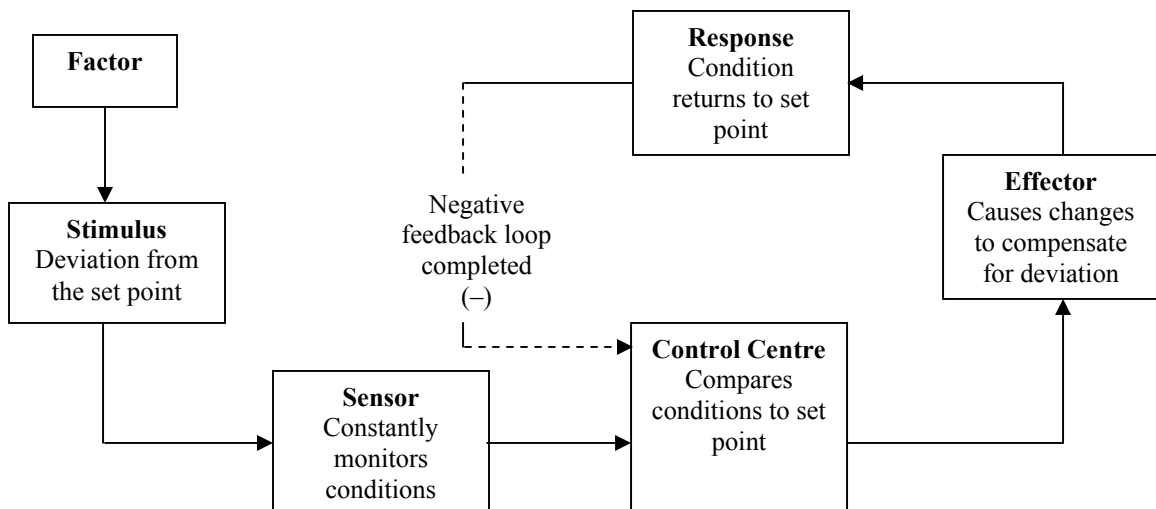 Factor
Stimulus
Deviation from
the set point
Sensor
Constantly
monitors
conditions
Control Centre
Compares
conditions to set
point
Effector
Causes changes
to compensate
for deviation
Response
Condition
returns to set
point
Negative
feedback loop
completed
(–)